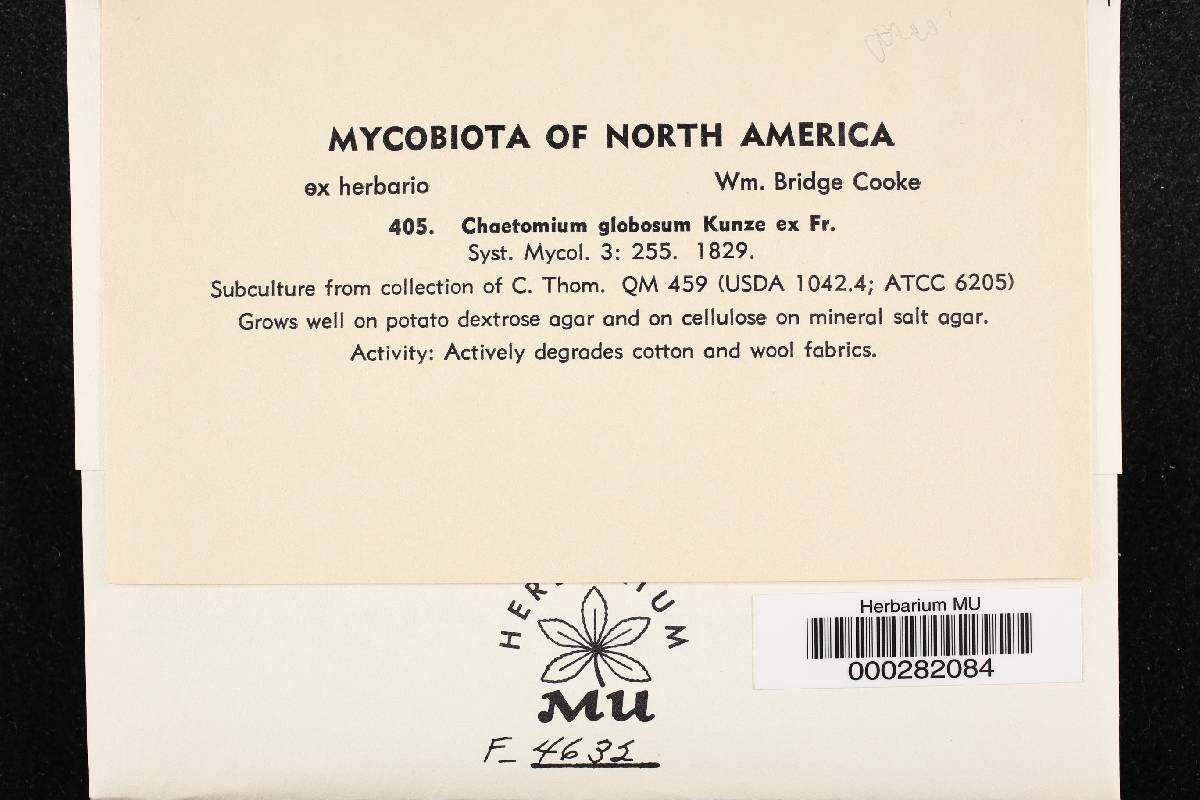 MYCOBIOTA OF NORTH AMERICA
ex herbario Wm. Bridge Cooke
405. Chaetomium globosum Kunze ex Fr.
Syst. Mycol. 3: 255. 1829.
Subculture from collection of C. Thom. QM 459 (USDA 1042.4; ATCC 6205)
Grows well on potato dextrose agar and on cellulose on mineral salt agar.
Activity: Actively degrades cotton and wool fabrics.
Herbarium MU
000282084
MU
F- 4635